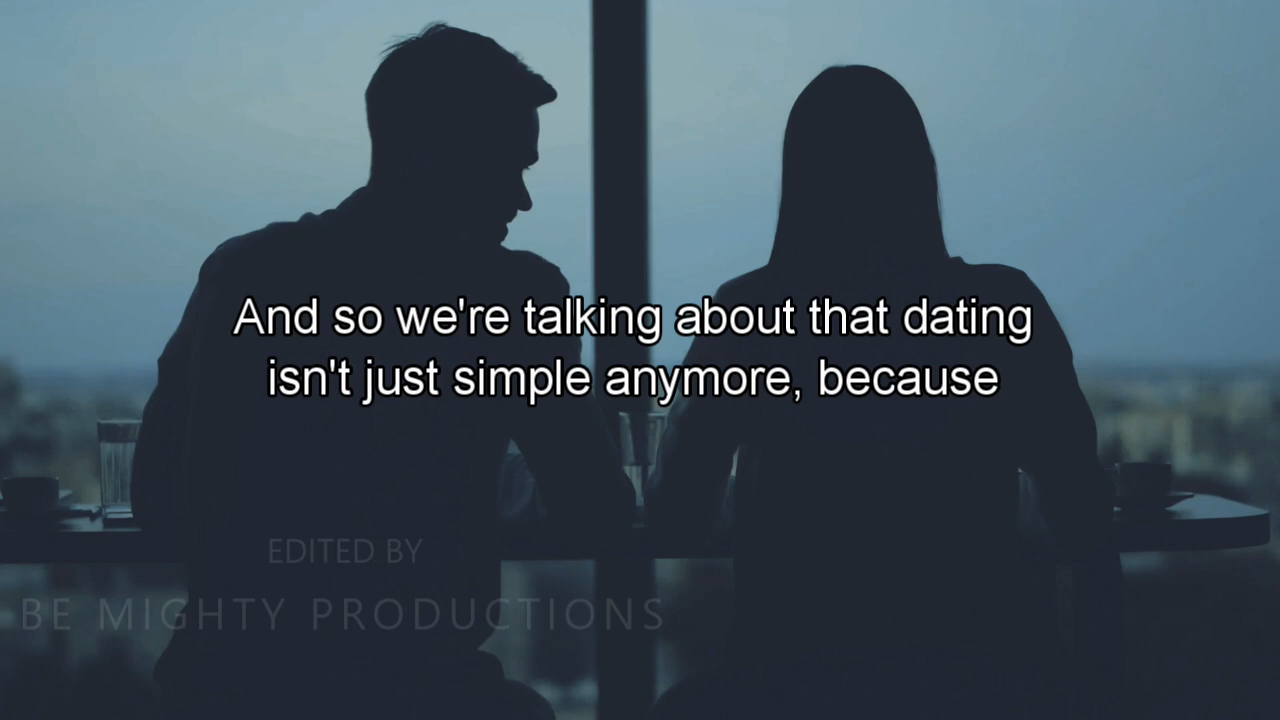 And so we're talking about that dating
isn't just simple anymore, because
EDITED BY
BE MIGHTY PRODUCTIONS